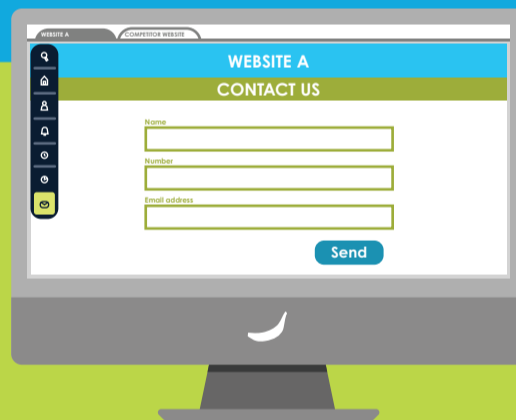 WEBSITE A
COMPETITOR WEBSITE
WEBSITE A
CONTACT US
Name
Number
Email address
Send